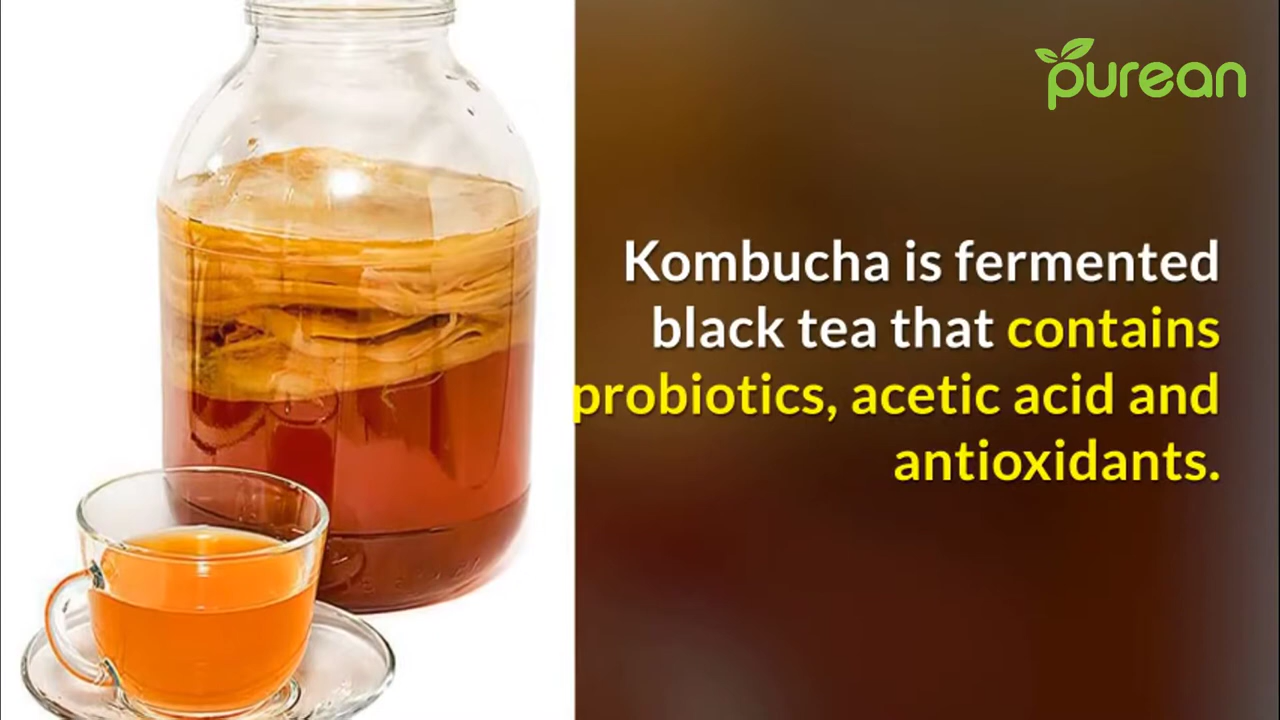 purean
Kombucha is fermented
black tea that contains
probiotics, acetic acid and
antioxidants.